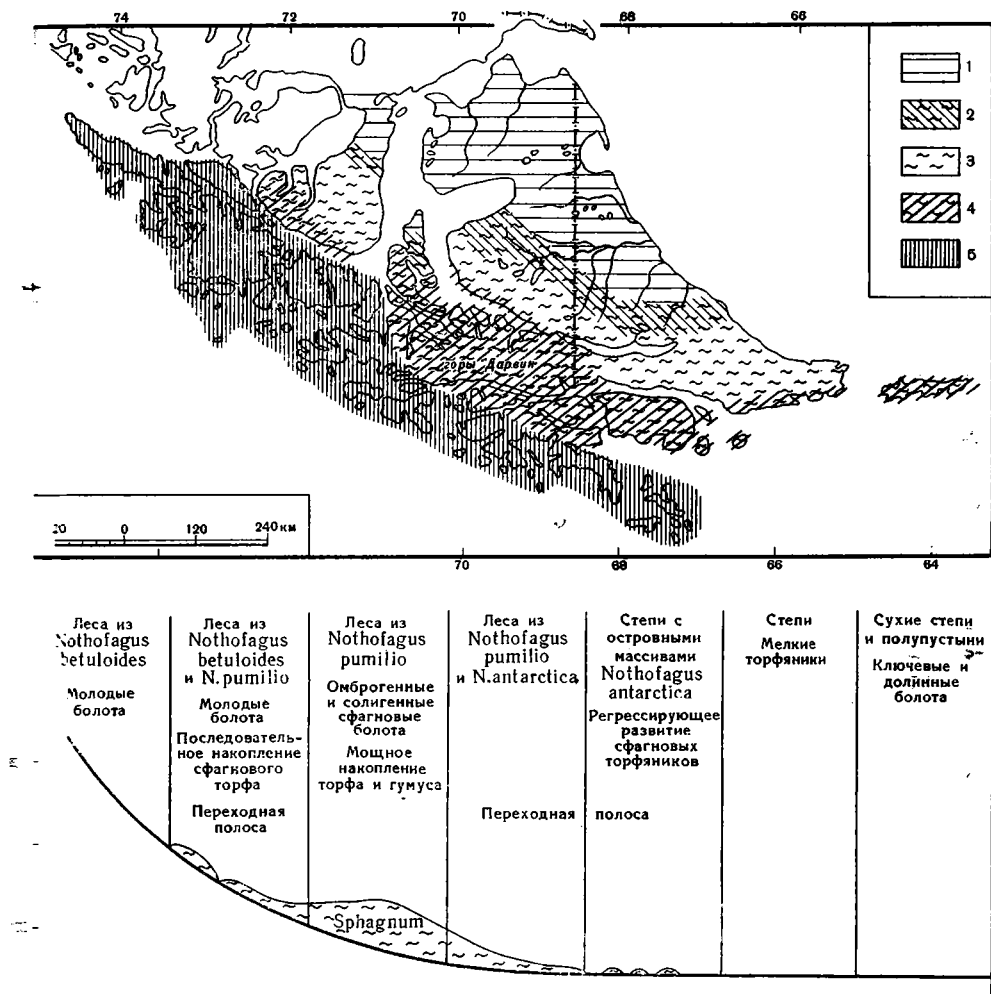 74 72 70 68 66
1
2
3
4
5
горы Дарвин
0 120 240 км
70 68 66 64
Леса из
Nothofagus
betuloides
Молодые
болота
Леса из
Nothofagus
betuloides
и N. pumilio
Молодые
болота
Последователь-
ное накопление
сфагнового
торфа
Переходная
полоса
Леса из
Nothofagus
pumilio
Омброгенные
и солигенные
сфагновые
болота
Мощное
накопление
торфа и гумуса
Леса из
Nothofagus
pumilio
и N. antarctica
Степи с
островными
массивами
Nothofagus
antarctica
Регрессирующее
развитие
сфагновых
торфяников
Переходная полоса
Степи
Мелкие
торфяники
Сухие степи
и полупустыни
Ключевые и
долинные
болота
Sphagnum